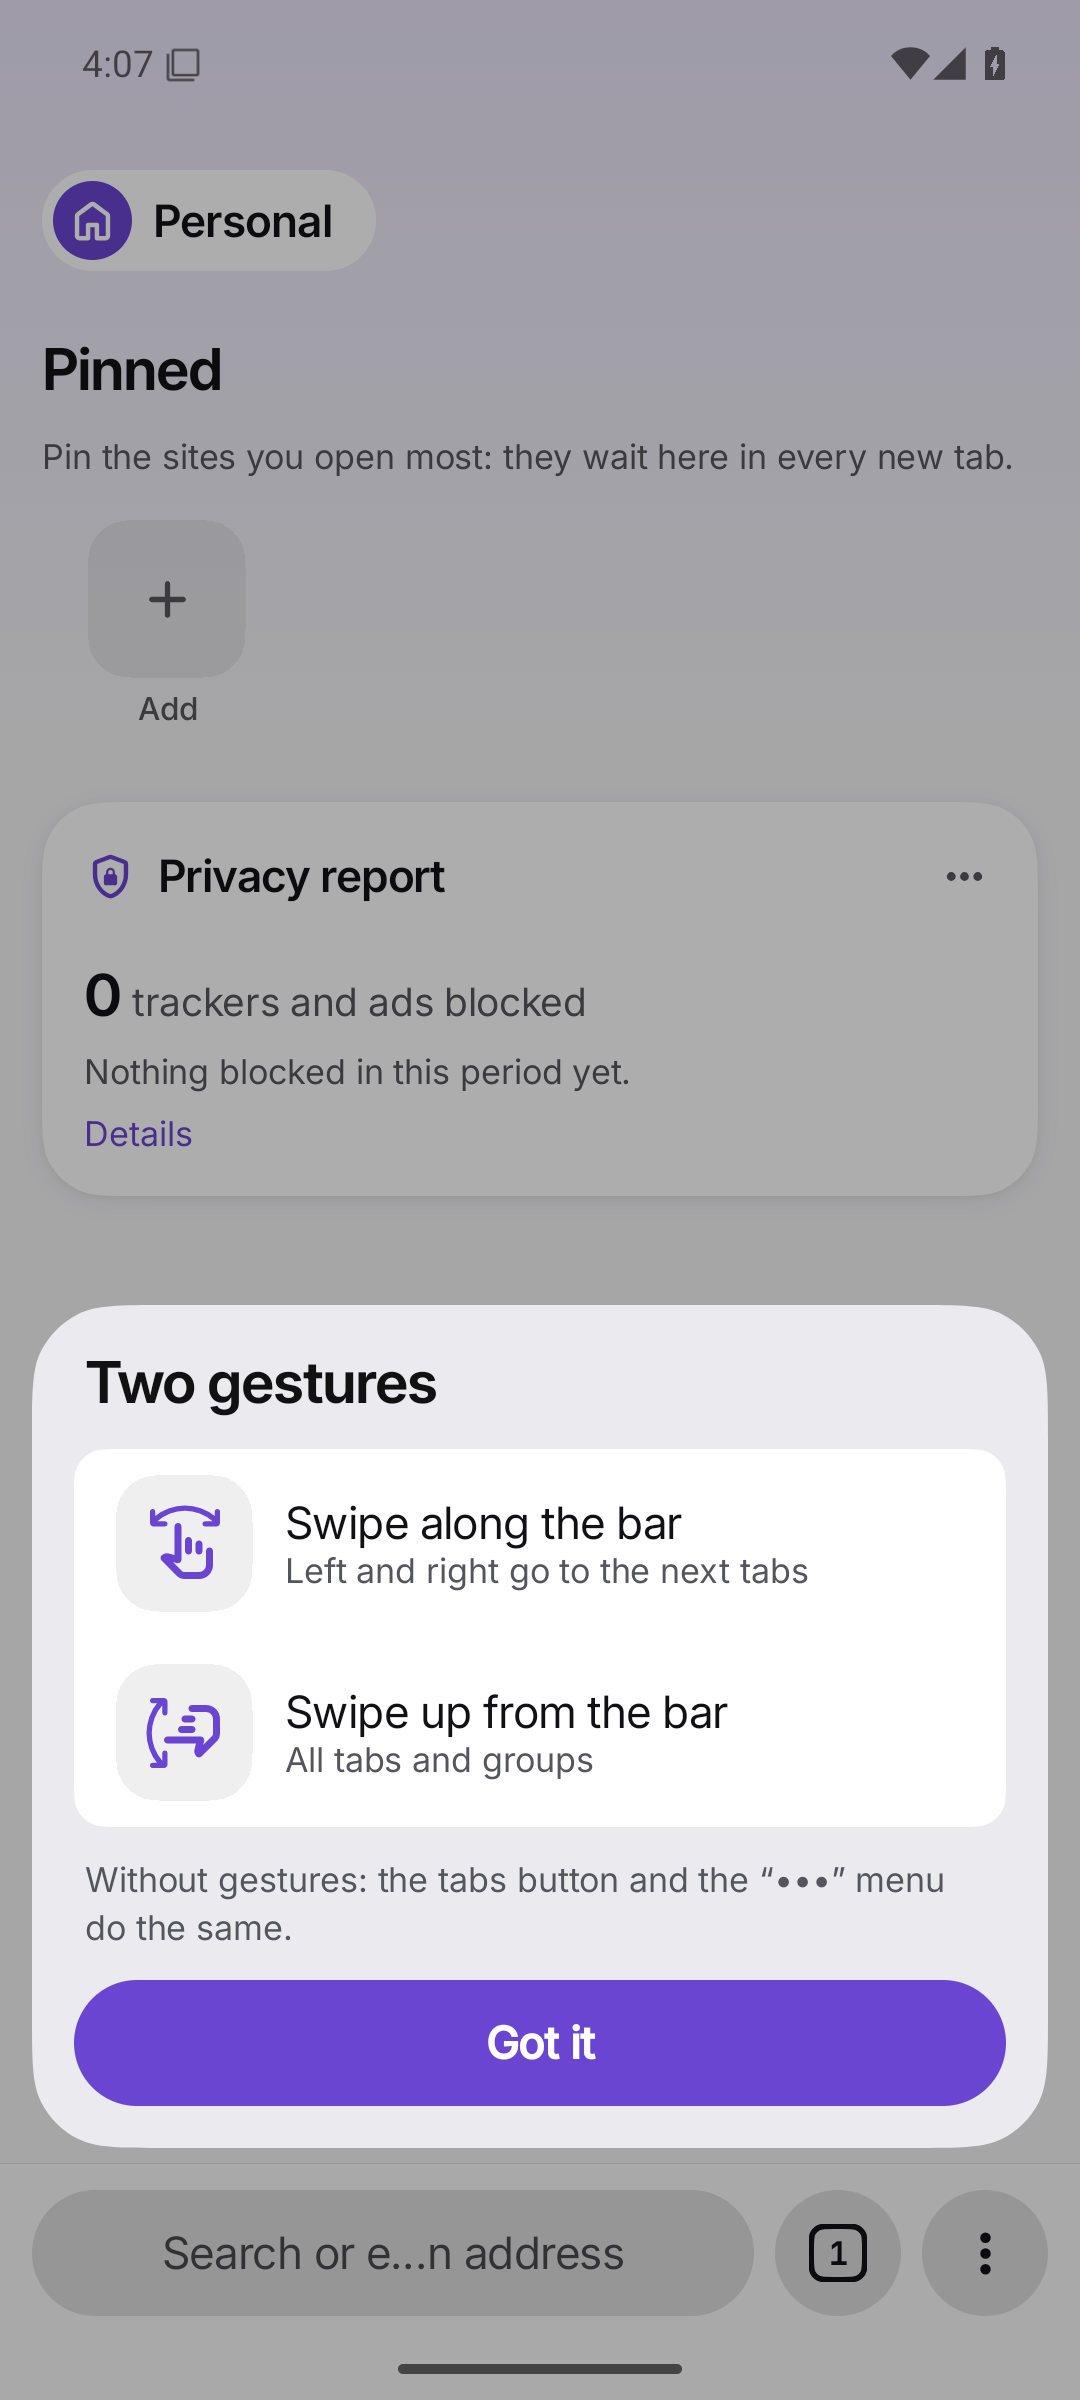 4:07
Personal
Pinned
Pin the sites you open most: they wait here in every new tab.
Add
Privacy report
0 trackers and ads blocked
Nothing blocked in this period yet.
Details
Two gestures
Swipe along the bar
Left and right go to the next tabs
Swipe up from the bar
All tabs and groups
Without gestures: the tabs button and the “•••” menu
do the same.
Got it
Search or e...n address
1